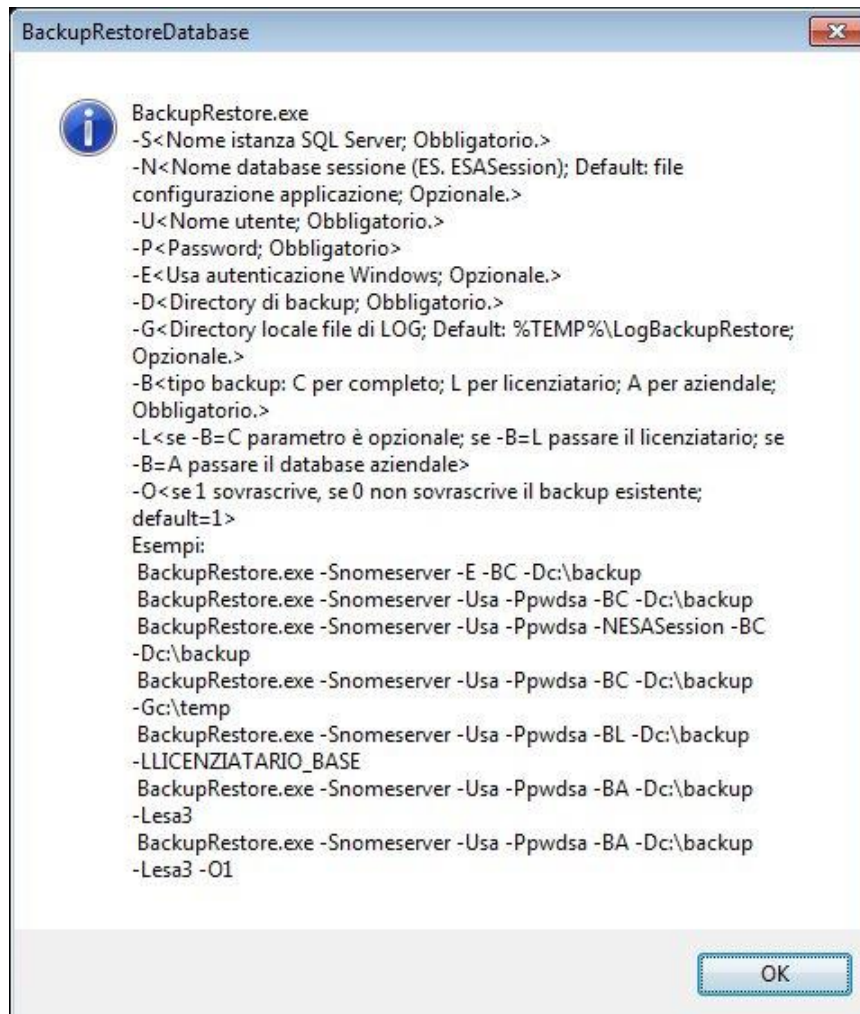 BackupRestoreDatabase
BackupRestore.exe
-S<Nome istanza SQL Server; Obbligatorio.>
-N<Nome database sessione (ES. ESASession); Default: file
configurazione applicazione; Opzionale.>
-U<Nome utente; Obbligatorio.>
-P<Password; Obbligatorio>
-E<Usa autenticazione Windows; Opzionale.>
-D<Directory di backup; Obbligatorio.>
-G<Directory locale file di LOG; Default: %TEMP%\LogBackupRestore;
Opzionale.>
-B<tipo backup: C per completo; L per licenziatario; A per aziendale;
Obbligatorio.>
-L<se -B=C parametro è opzionale; se -B=L passare il licenziatario; se
-B=A passare il database aziendale>
-O<se 1 sovrascrive, se 0 non sovrascrive il backup esistente;
default=1>
Esempi:
BackupRestore.exe -Snomeserver -E -BC -Dc:\backup
BackupRestore.exe -Snomeserver -Usa -Ppwdsa -BC -Dc:\backup
BackupRestore.exe -Snomeserver -Usa -Ppwdsa -NESASession -BC
-Dc:\backup
BackupRestore.exe -Snomeserver -Usa -Ppwdsa -BC -Dc:\backup
-Gc:\temp
BackupRestore.exe -Snomeserver -Usa -Ppwdsa -BL -Dc:\backup
-LLICENZIATARIO_BASE
BackupRestore.exe -Snomeserver -Usa -Ppwdsa -BA -Dc:\backup
-Lesa3
BackupRestore.exe -Snomeserver -Usa -Ppwdsa -BA -Dc:\backup
-Lesa3 -O1
OK